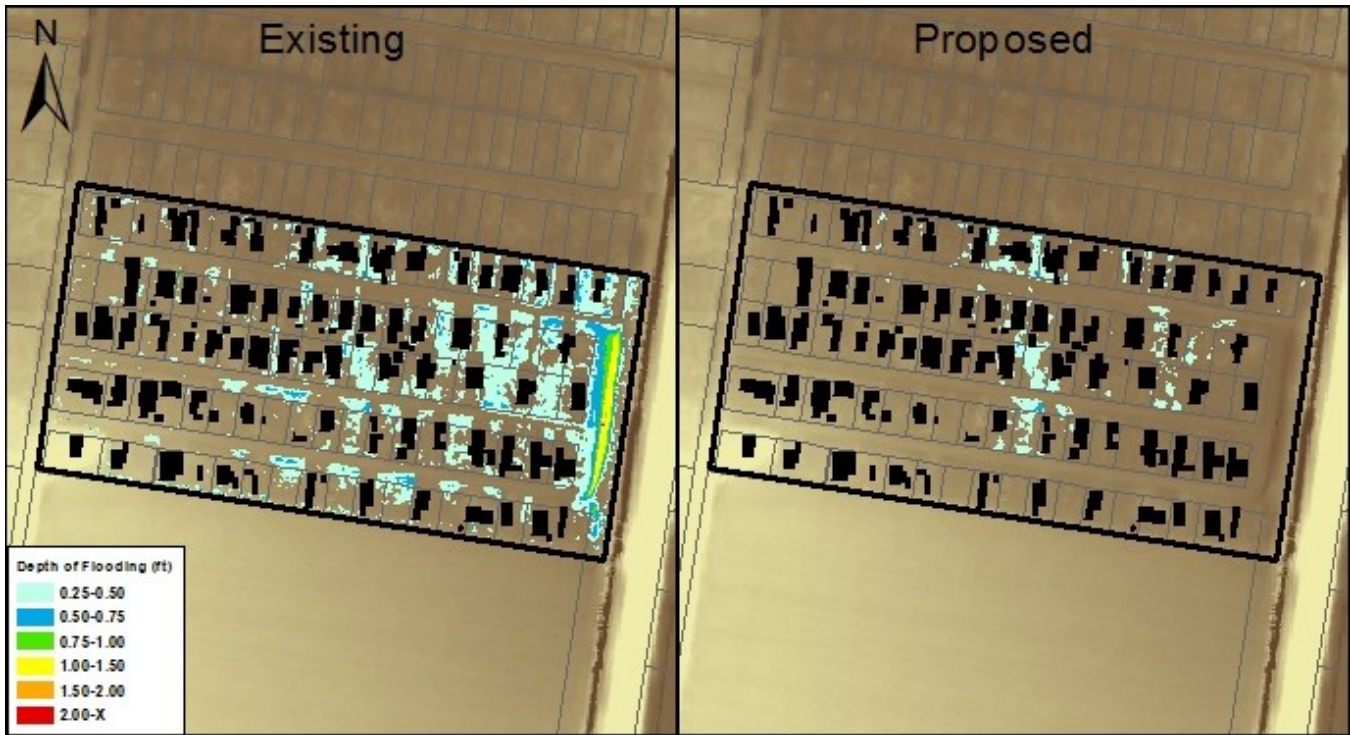 N
Existing
Proposed
Depth of Flooding (ft)
0.25-0.50
0.50-0.75
0.75-1.00
1.00-1.50
1.50-2.00
2.00-X